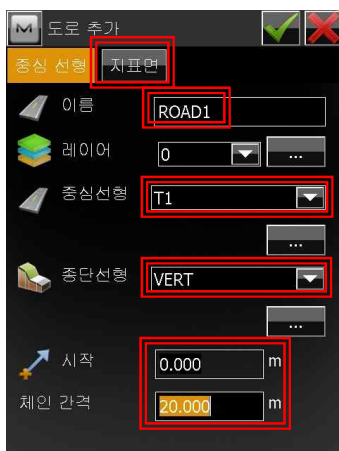 도로 추가
중심 선형 지표면
이름 ROAD1
레이어 0 ...
중심선형 T1
...
종단선형 VERT
...
시작 0.000 m
체인 간격 20.000 m